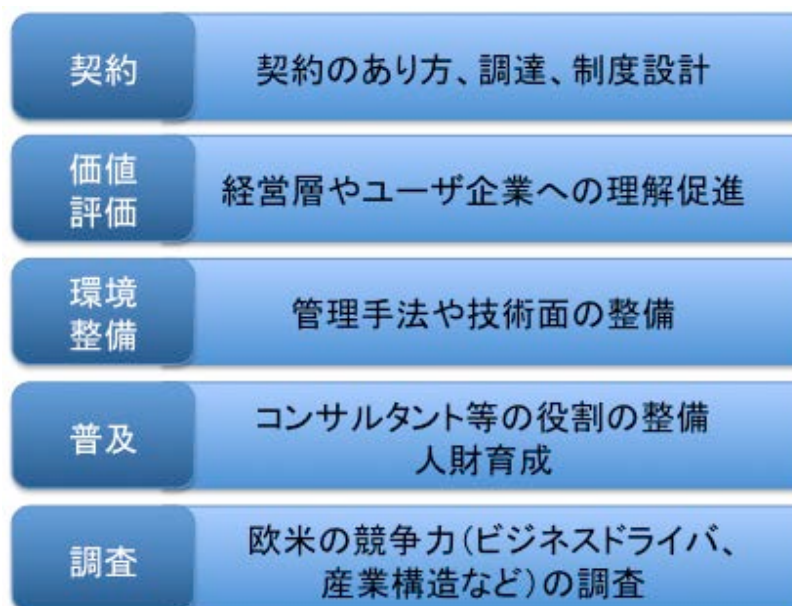 契約
契約のあり方、調達、制度設計
価値
評価
経営層やユーザ企業への理解促進
環境
整備
管理手法や技術面の整備
普及
コンサルタント等の役割の整備
人財育成
調査
欧米の競争力(ビジネスドライバ、
産業構造など)の調査